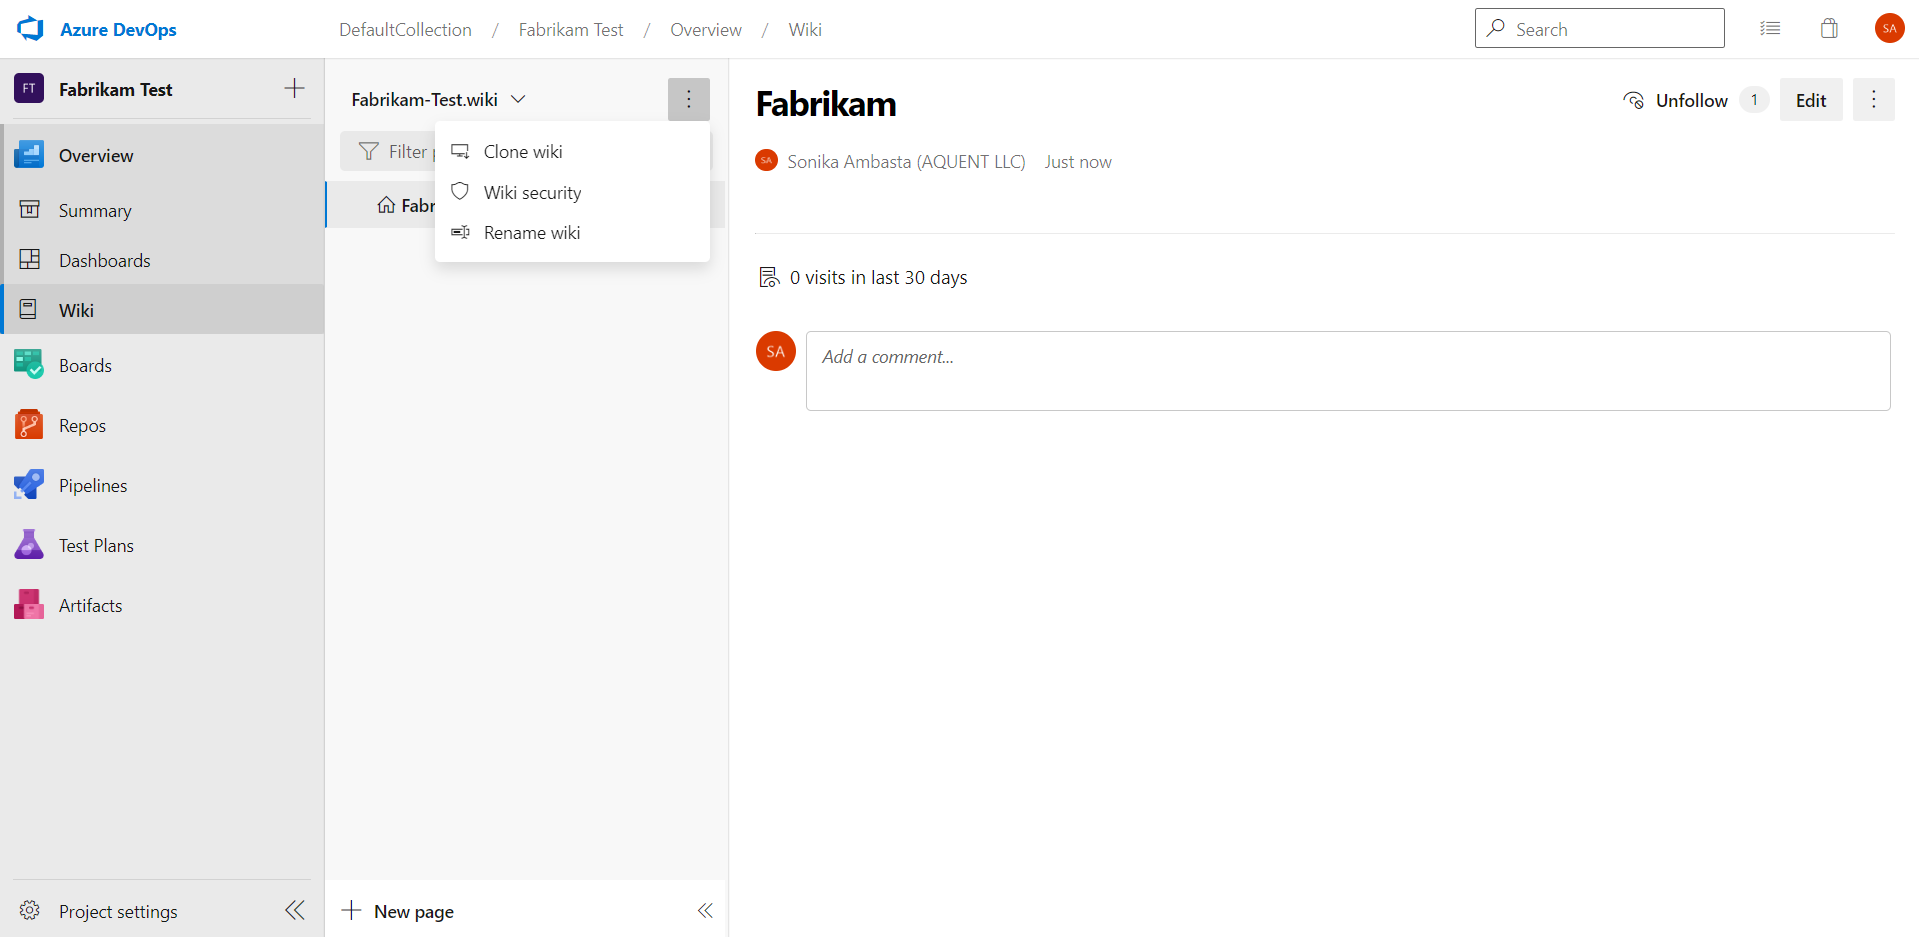 Azure DevOps
DefaultCollection / Fabrikam Test / Overview / Wiki
Search
SA
FT Fabrikam Test
Overview
Summary
Dashboards
Wiki
Boards
Repos
Pipelines
Test Plans
Artifacts
Project settings
Fabrikam-Test.wiki
Filter
Fabr
Clone wiki
Wiki security
Rename wiki
New page
Fabrikam
Unfollow 1
Edit
SA Sonika Ambasta (AQUENT LLC) Just now
0 visits in last 30 days
SA
Add a comment...